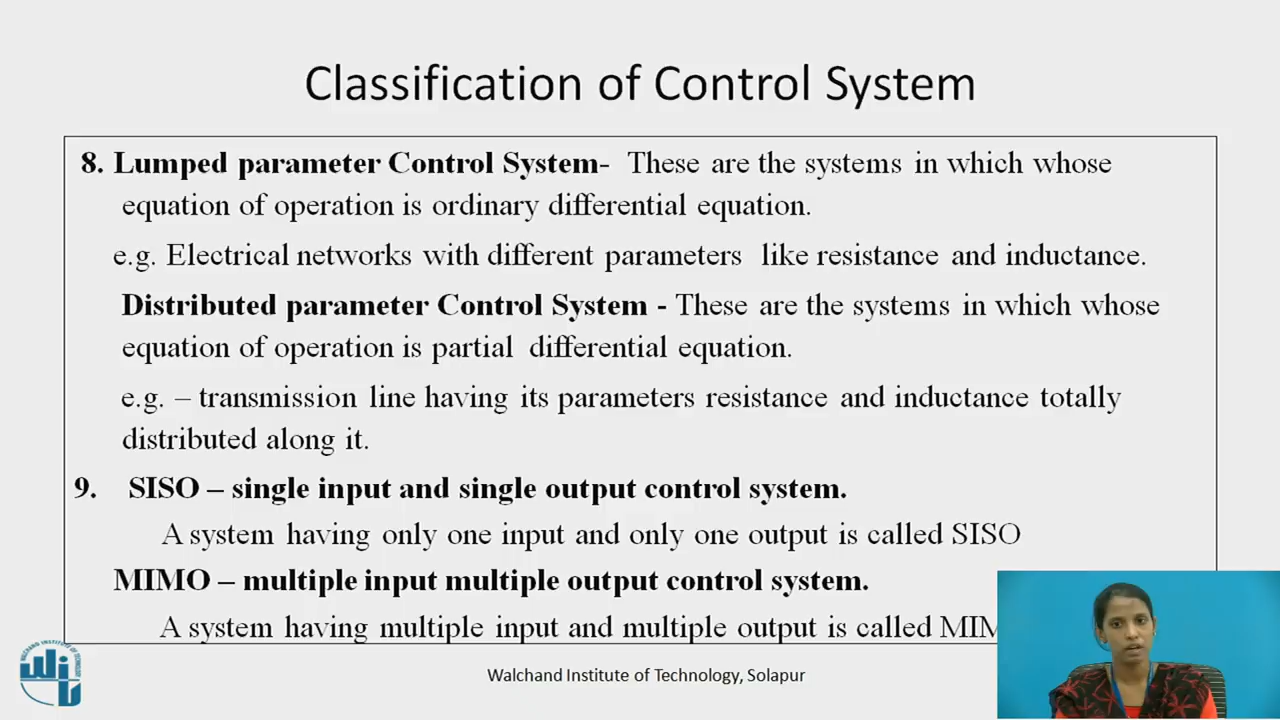 Classification of Control System
8. Lumped parameter Control System- These are the systems in which whose
equation of operation is ordinary differential equation.
e.g. Electrical networks with different parameters like resistance and inductance.
Distributed parameter Control System - These are the systems in which whose
equation of operation is partial differential equation.
e.g. – transmission line having its parameters resistance and inductance totally
distributed along it.
9. SISO – single input and single output control system.
A system having only one input and only one output is called SISO
MIMO – multiple input multiple output control system.
A system having multiple input and multiple output is called
Walchand Institute of Technology, Solapur